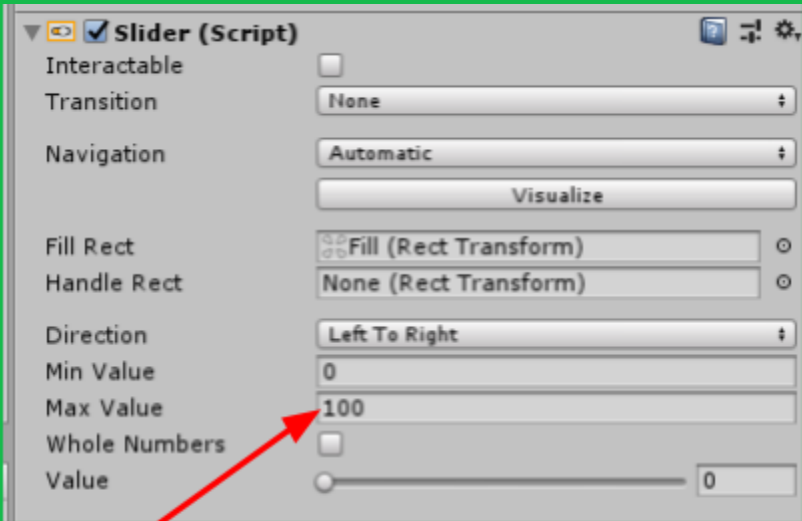 Slider (Script)
Interactable
Transition None
Navigation Automatic
Visualize
Fill Rect Fill (Rect Transform)
Handle Rect None (Rect Transform)
Direction Left To Right
Min Value 0
Max Value 100
Whole Numbers
Value 0